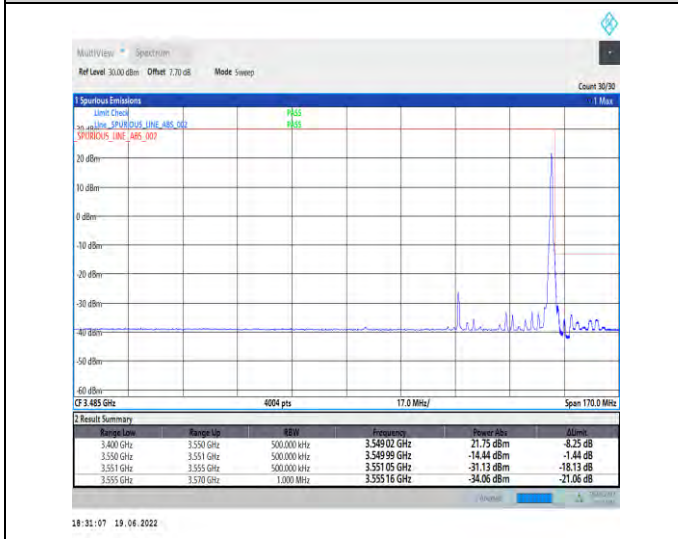 MultiView Spectrum
Ref Level 30.00 dBm Offset 7.70 dB Mode Sweep
Count 30/30
1 Spurious Emissions 1 Max
Limit Check PASS
Line _SPURIOUS_LINE_ABS_002 PASS
_SPURIOUS_LINE_ABS_002
20 dBm
10 dBm
0 dBm
-10 dBm
-20 dBm
-30 dBm
-40 dBm
-50 dBm
-60 dBm
CF 3.485 GHz 4004 pts 17.0 MHz/ Span 170.0 MHz
2 Result Summary
Range Low Range Up RBW Frequency Power Abs ΔLimit
3.400 GHz 3.550 GHz 500.000 kHz 3.549 02 GHz 21.75 dBm -8.25 dB
3.550 GHz 3.551 GHz 500.000 kHz 3.549 99 GHz -14.44 dBm -1.44 dB
3.551 GHz 3.555 GHz 500.000 kHz 3.551 05 GHz -31.13 dBm -18.13 dB
3.555 GHz 3.570 GHz 1.000 MHz 3.555 16 GHz -34.06 dBm -21.06 dB
18:31:07 19.06.2022